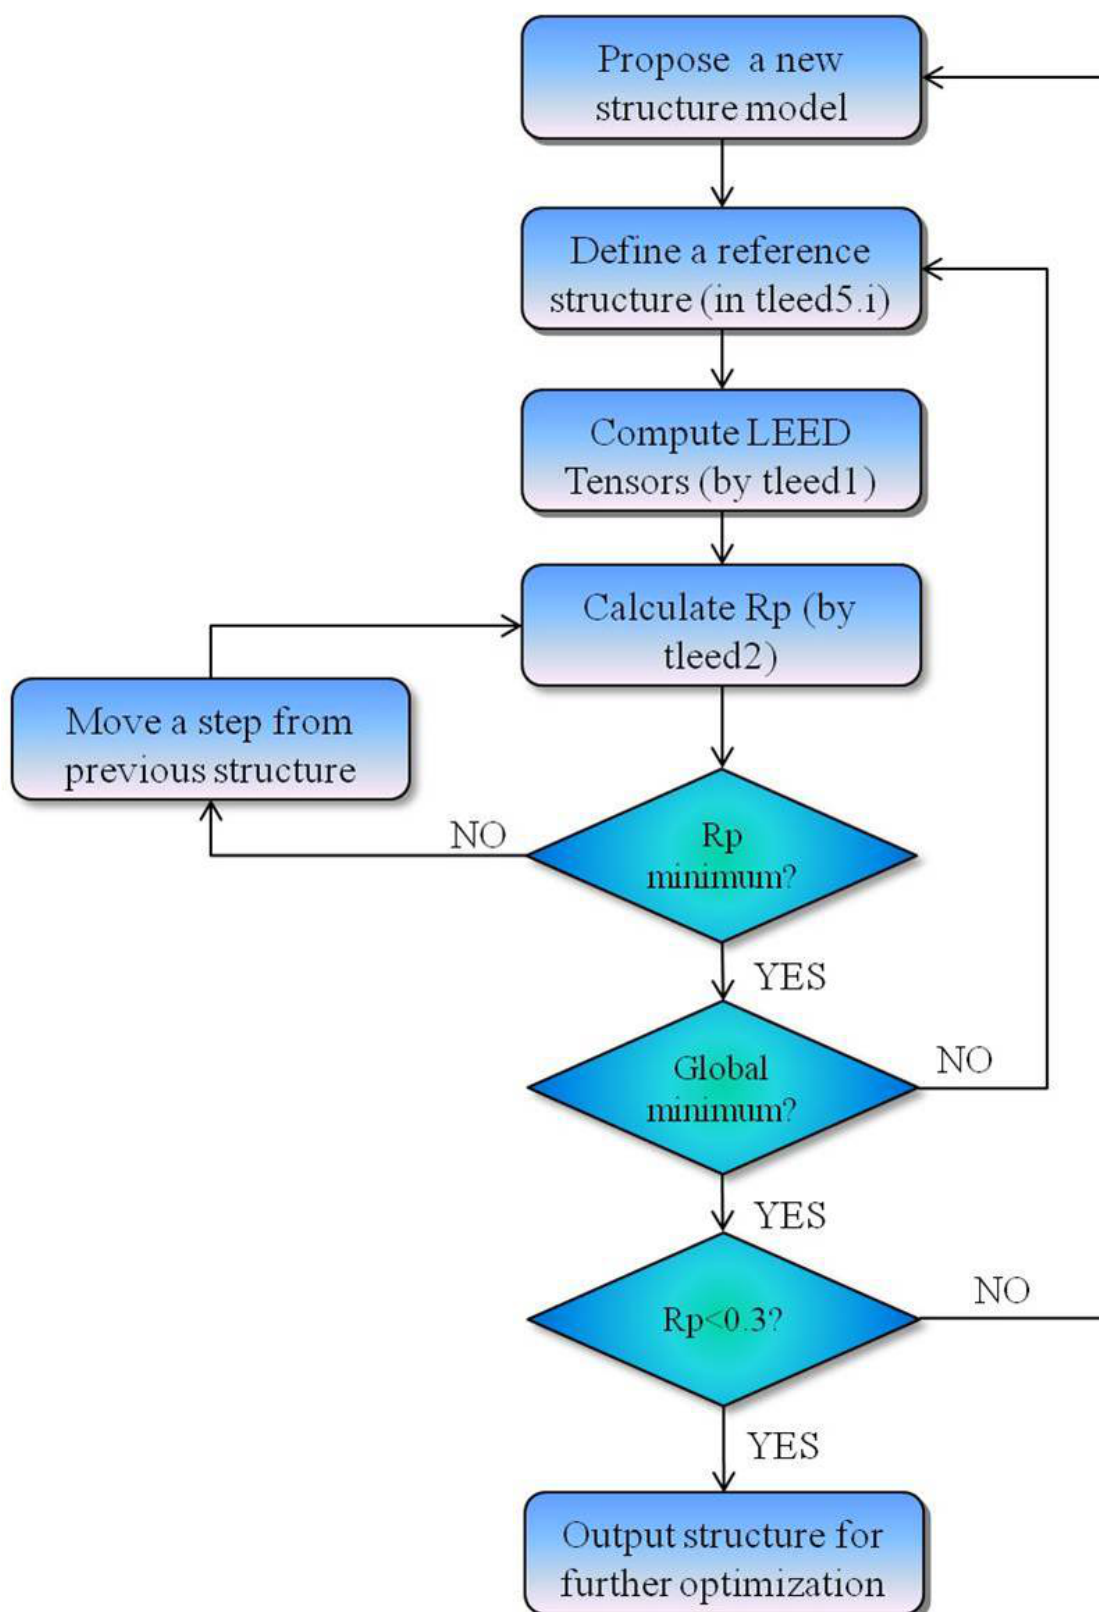 Propose a new
structure model
Define a reference
structure (in tleed5.i)
Compute LEED
Tensors (by tleed1)
Calculate Rp (by
tleed2)
Move a step from
previous structure
NO
Rp
minimum?
YES
Global
minimum?
NO
YES
Rp<0.3?
NO
YES
Output structure for
further optimization